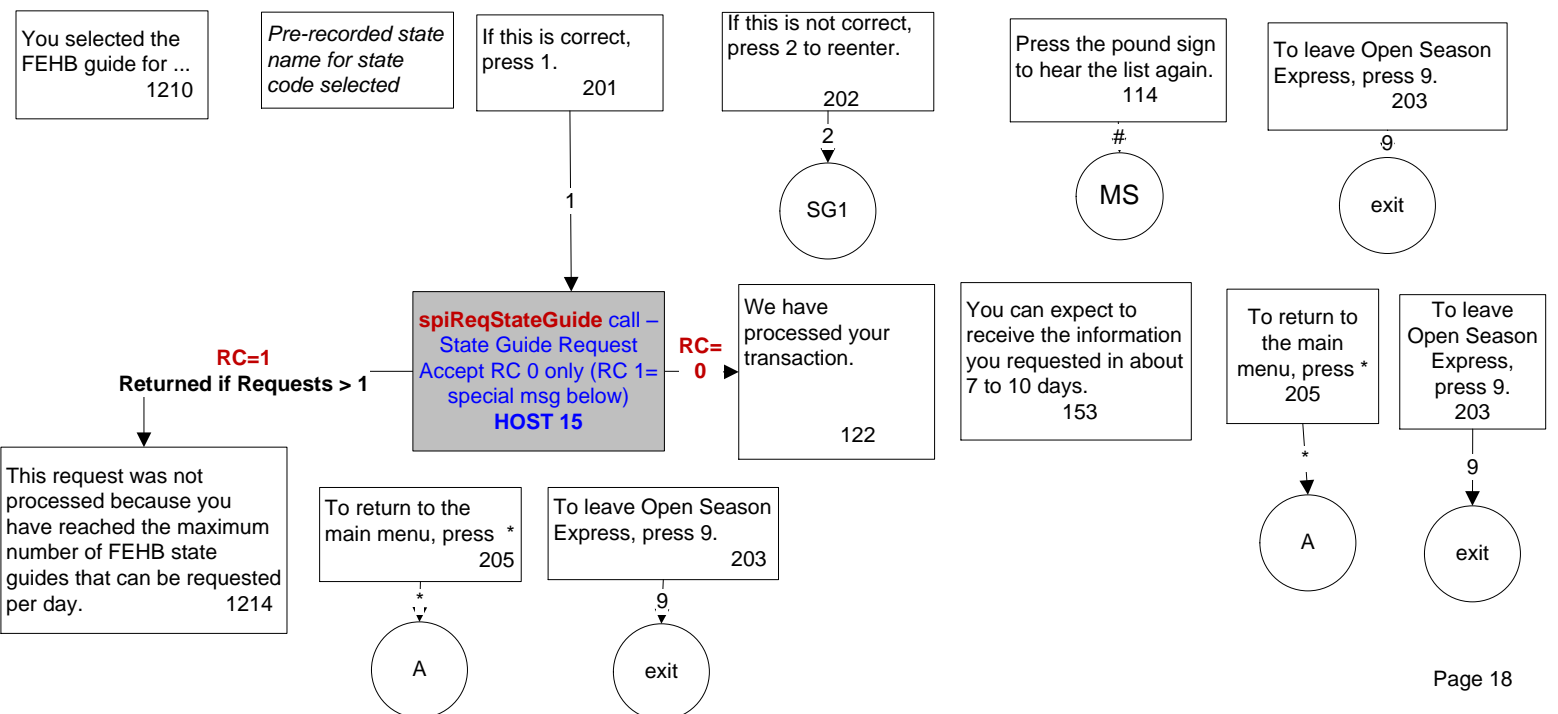 You selected the
FEHB guide for ...
1210
Pre-recorded state
name for state
code selected
If this is correct,
press 1.
201
If this is not correct,
press 2 to reenter.
202
Press the pound sign
to hear the list again.
114
To leave Open Season
Express, press 9.
203
2
#
9
SG1
MS
exit
1
spiReqStateGuide call –
State Guide Request
Accept RC 0 only (RC 1=
special msg below)
HOST 15
RC=1
Returned if Requests > 1
RC=
0
We have
processed your
transaction.
122
You can expect to
receive the information
you requested in about
7 to 10 days.
153
To return to
the main
menu, press *
205
To leave
Open Season
Express,
press 9.
203
*
9
A
exit
This request was not
processed because you
have reached the maximum
number of FEHB state
guides that can be requested
per day. 1214
To return to the
main menu, press *
205
To leave Open Season
Express, press 9.
203
*
9
A
exit
Page 18